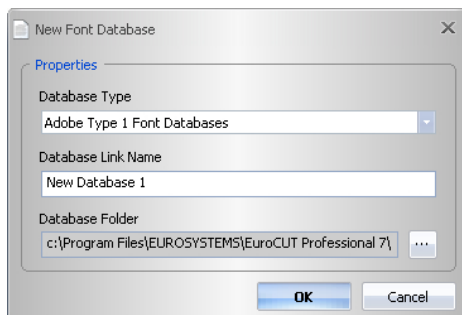 New Font Database
Properties
Database Type
Adobe Type 1 Font Databases
Database Link Name
New Database 1
Database Folder
c:\Program Files\EUROSYSTEMS\EuroCUT Professional 7\
...
OK Cancel